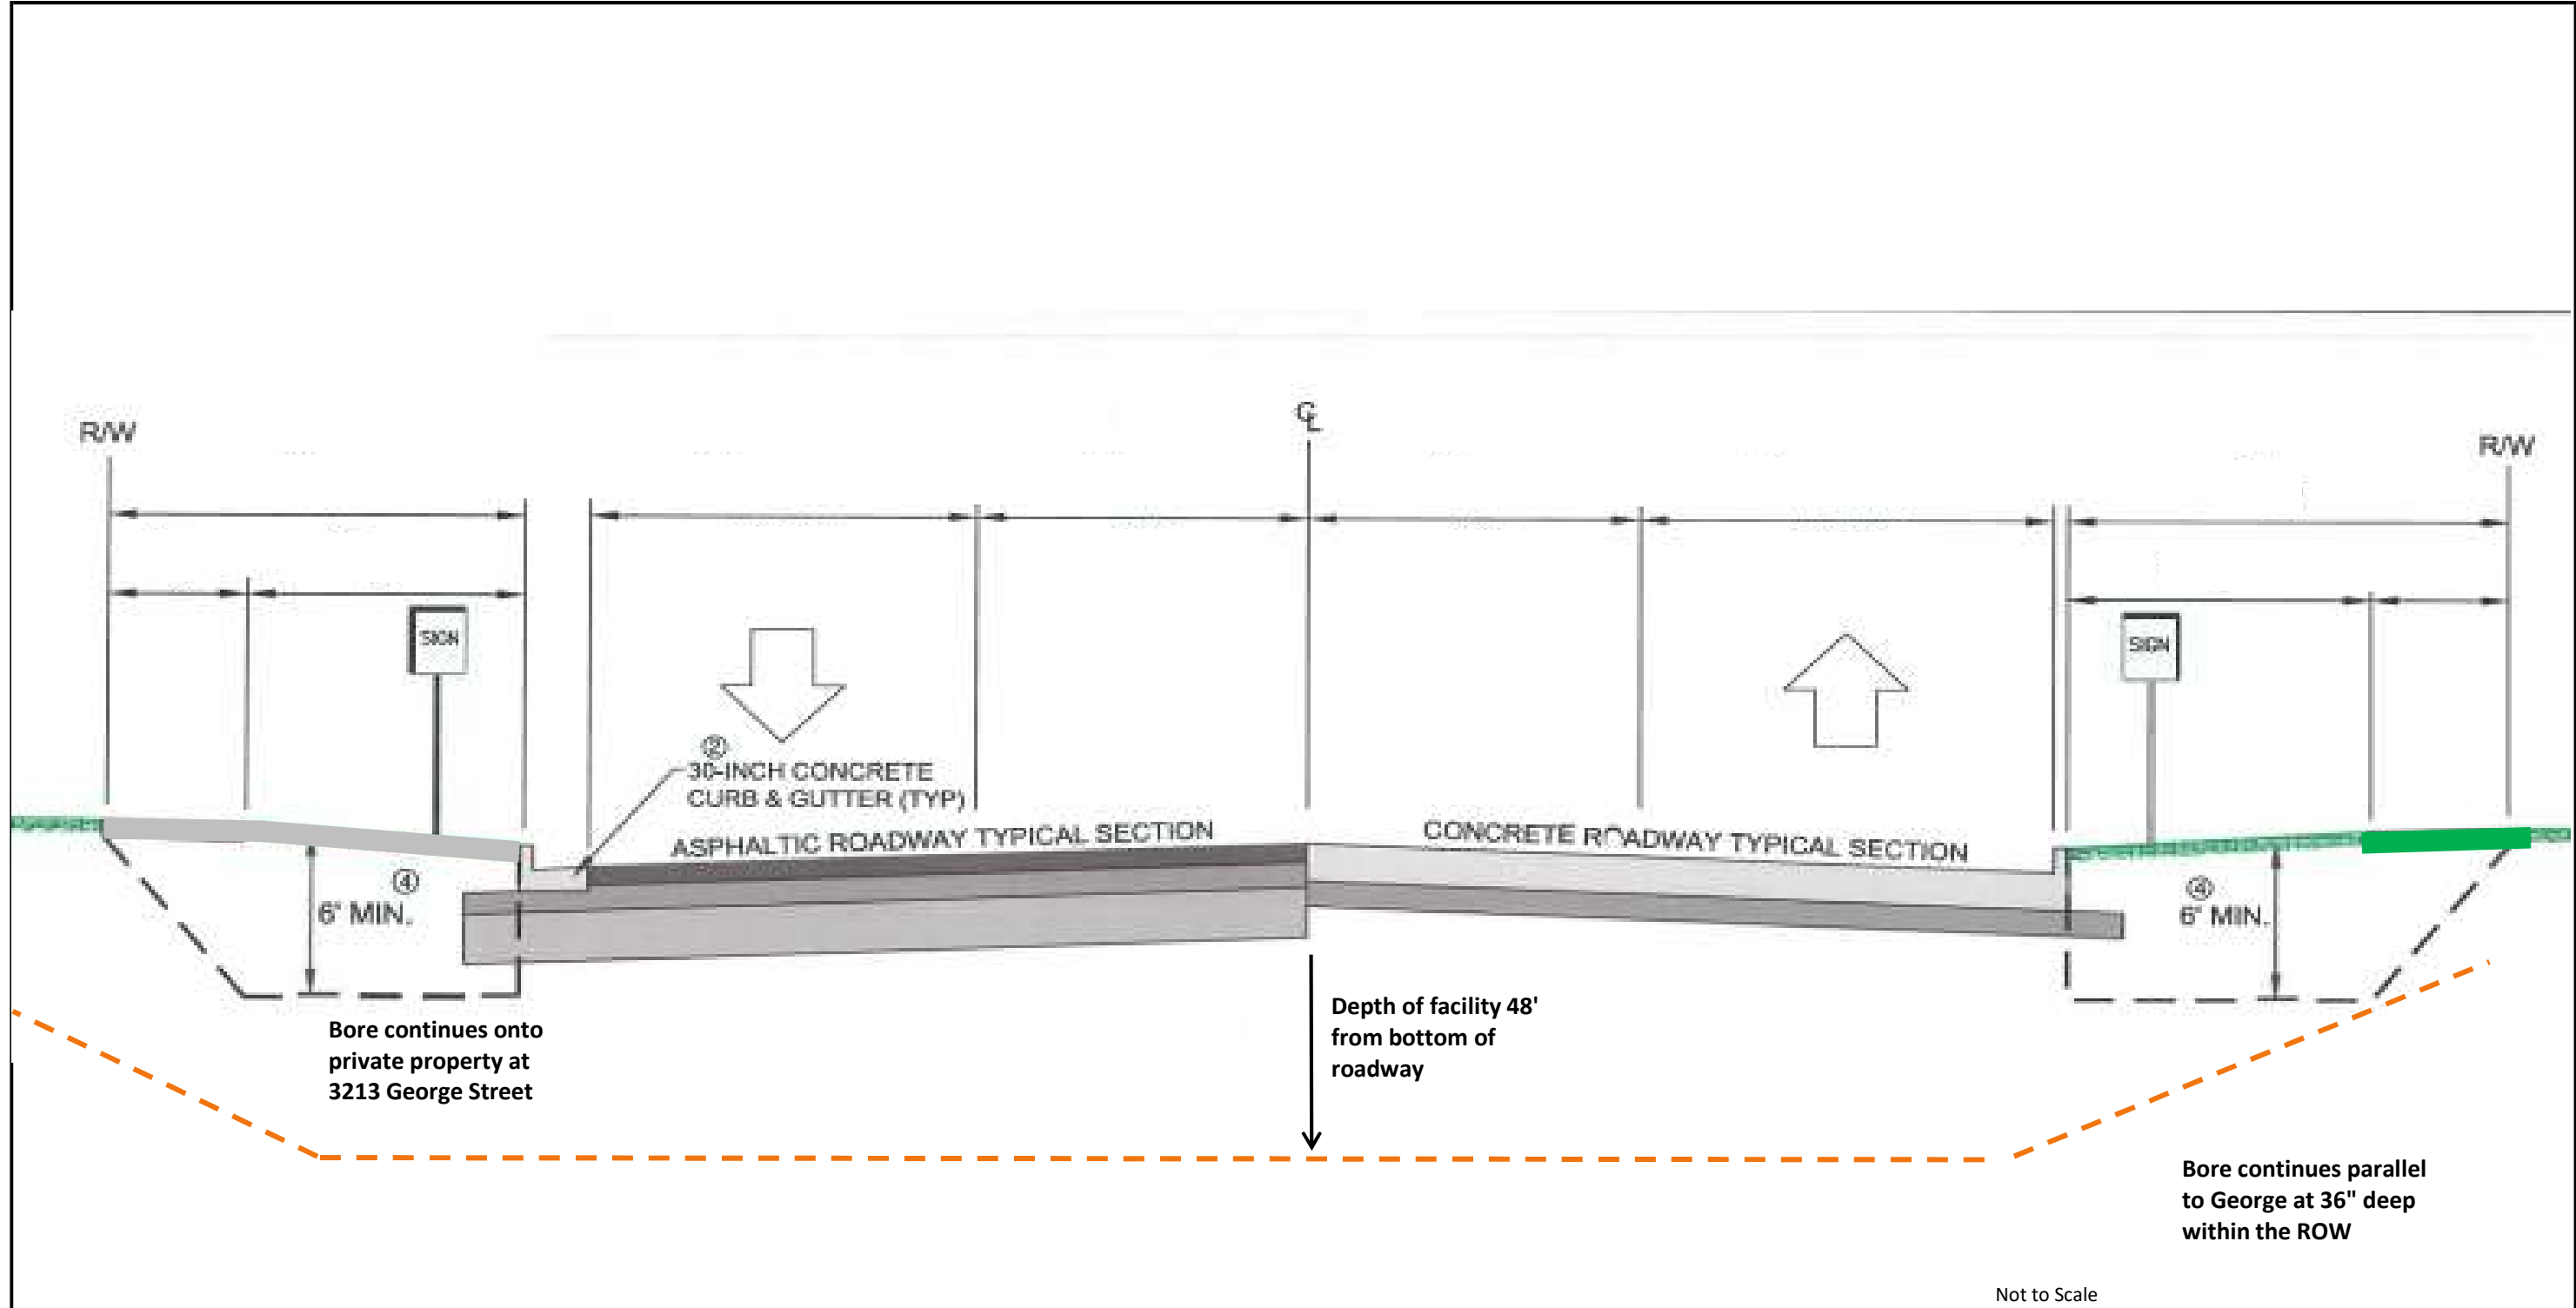 R/W
℄
R/W
SIGN
SIGN
②
30-INCH CONCRETE
CURB & GUTTER (TYP)
ASPHALTIC ROADWAY TYPICAL SECTION
CONCRETE ROADWAY TYPICAL SECTION
④
6' MIN.
④
6' MIN.
Bore continues onto
private property at
3213 George Street
Depth of facility 48'
from bottom of
roadway
Bore continues parallel
to George at 36" deep
within the ROW
Not to Scale